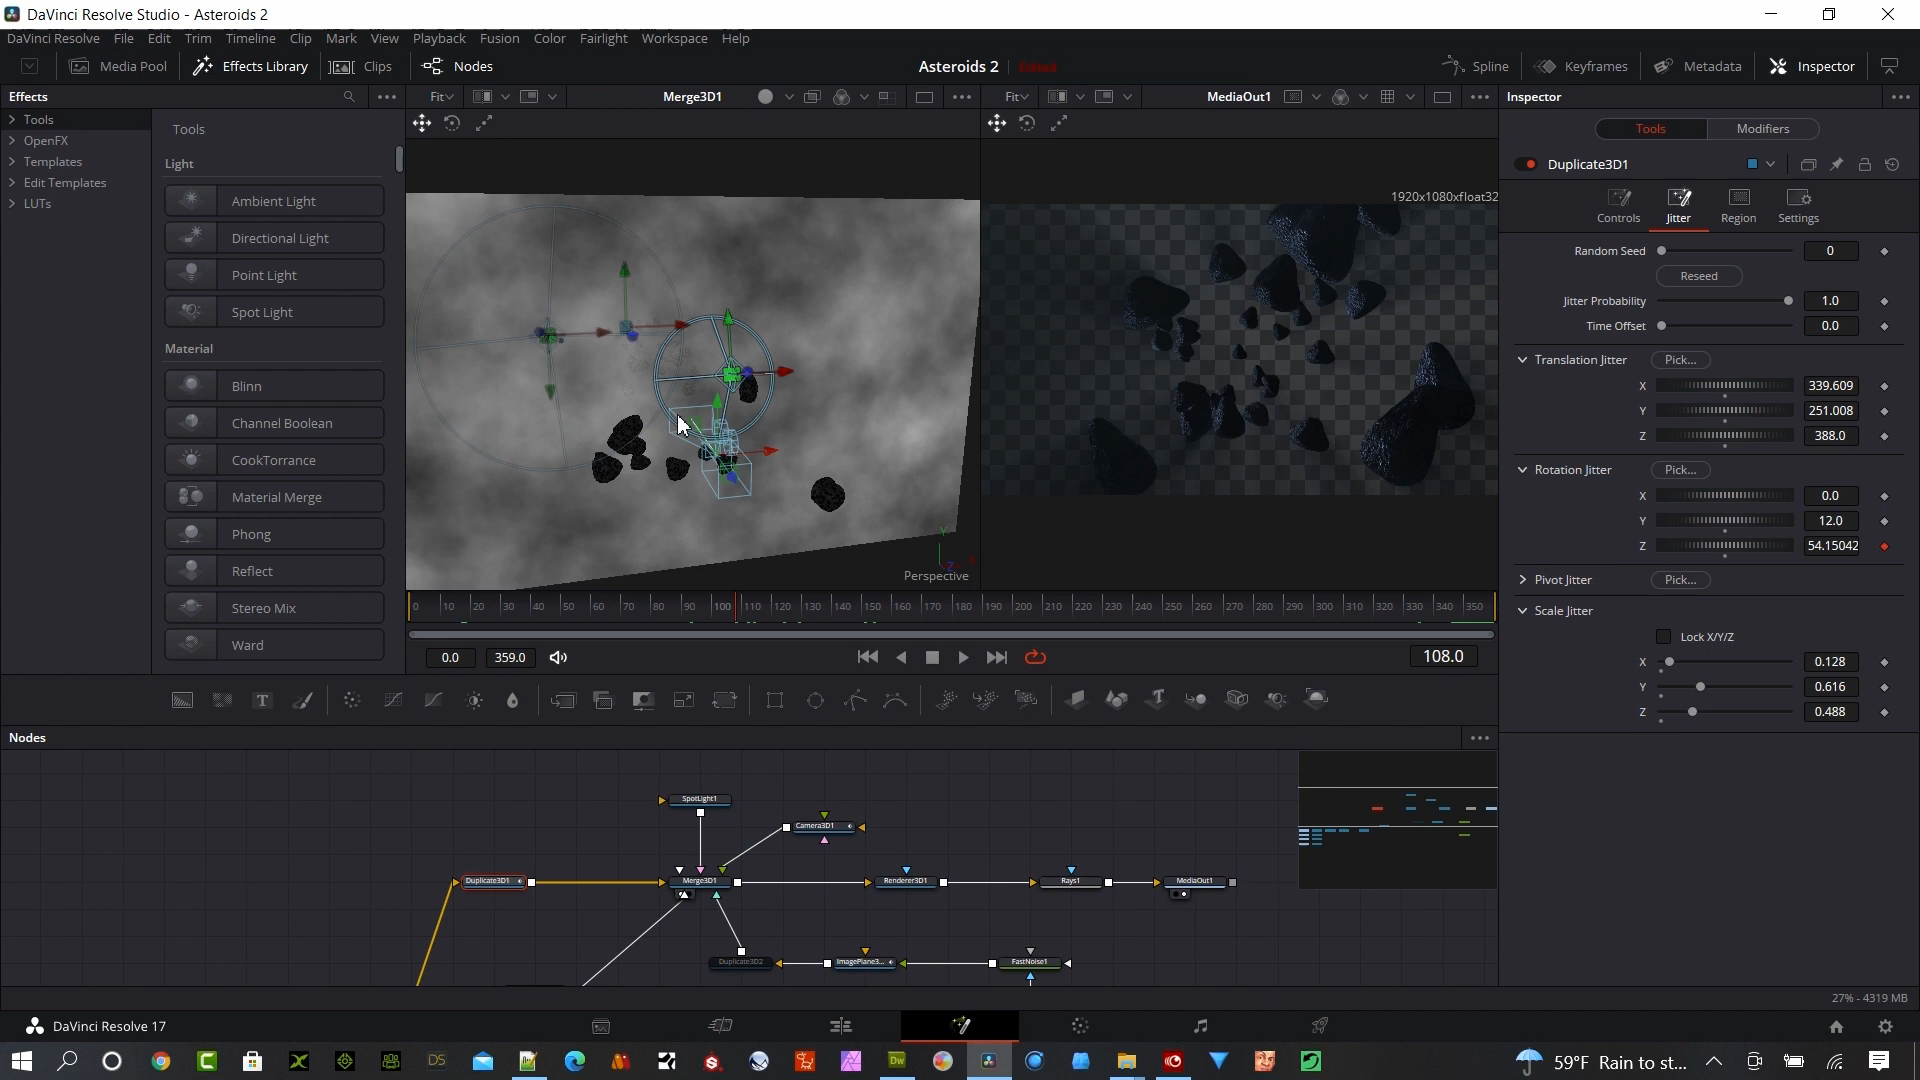 DaVinci Resolve Studio - Asteroids 2
DaVinci Resolve File Edit Trim Timeline Clip Mark View Playback Fusion Color Fairlight Workspace Help
Media Pool Effects Library Clips Nodes Asteroids 2 Edited Spline Keyframes Metadata Inspector
Effects Fit Merge3D1 Fit MediaOut1 Inspector
Tools
OpenFX
Templates
Edit Templates
LUTs
Tools
Light
Ambient Light
Directional Light
Point Light
Spot Light
Material
Blinn
Channel Boolean
CookTorrance
Material Merge
Phong
Reflect
Stereo Mix
Ward
Y
Z
Perspective
1920x1080xfloat32
Tools Modifiers
Duplicate3D1
Controls Jitter Region Settings
Random Seed 0
Reseed
Jitter Probability 1.0
Time Offset 0.0
Translation Jitter Pick...
X 339.609
Y 251.008
Z 388.0
Rotation Jitter Pick...
X 0.0
Y 12.0
Z 54.15042
Pivot Jitter Pick...
Scale Jitter
Lock X/Y/Z
X 0.128
Y 0.616
Z 0.488
0 10 20 30 40 50 60 70 80 90 100 110 120 130 140 150 160 170 180 190 200 210 220 230 240 250 260 270 280 290 300 310 320 330 340 350
0.0 359.0 108.0
Nodes
SpotLight1
Camera3D1
Duplicate3D1 Merge3D1 Renderer3D1 Rays1 MediaOut1
Duplicate3D2 ImagePlane3... FastNoise1
27% - 4319 MB
DaVinci Resolve 17
59°F Rain to st...